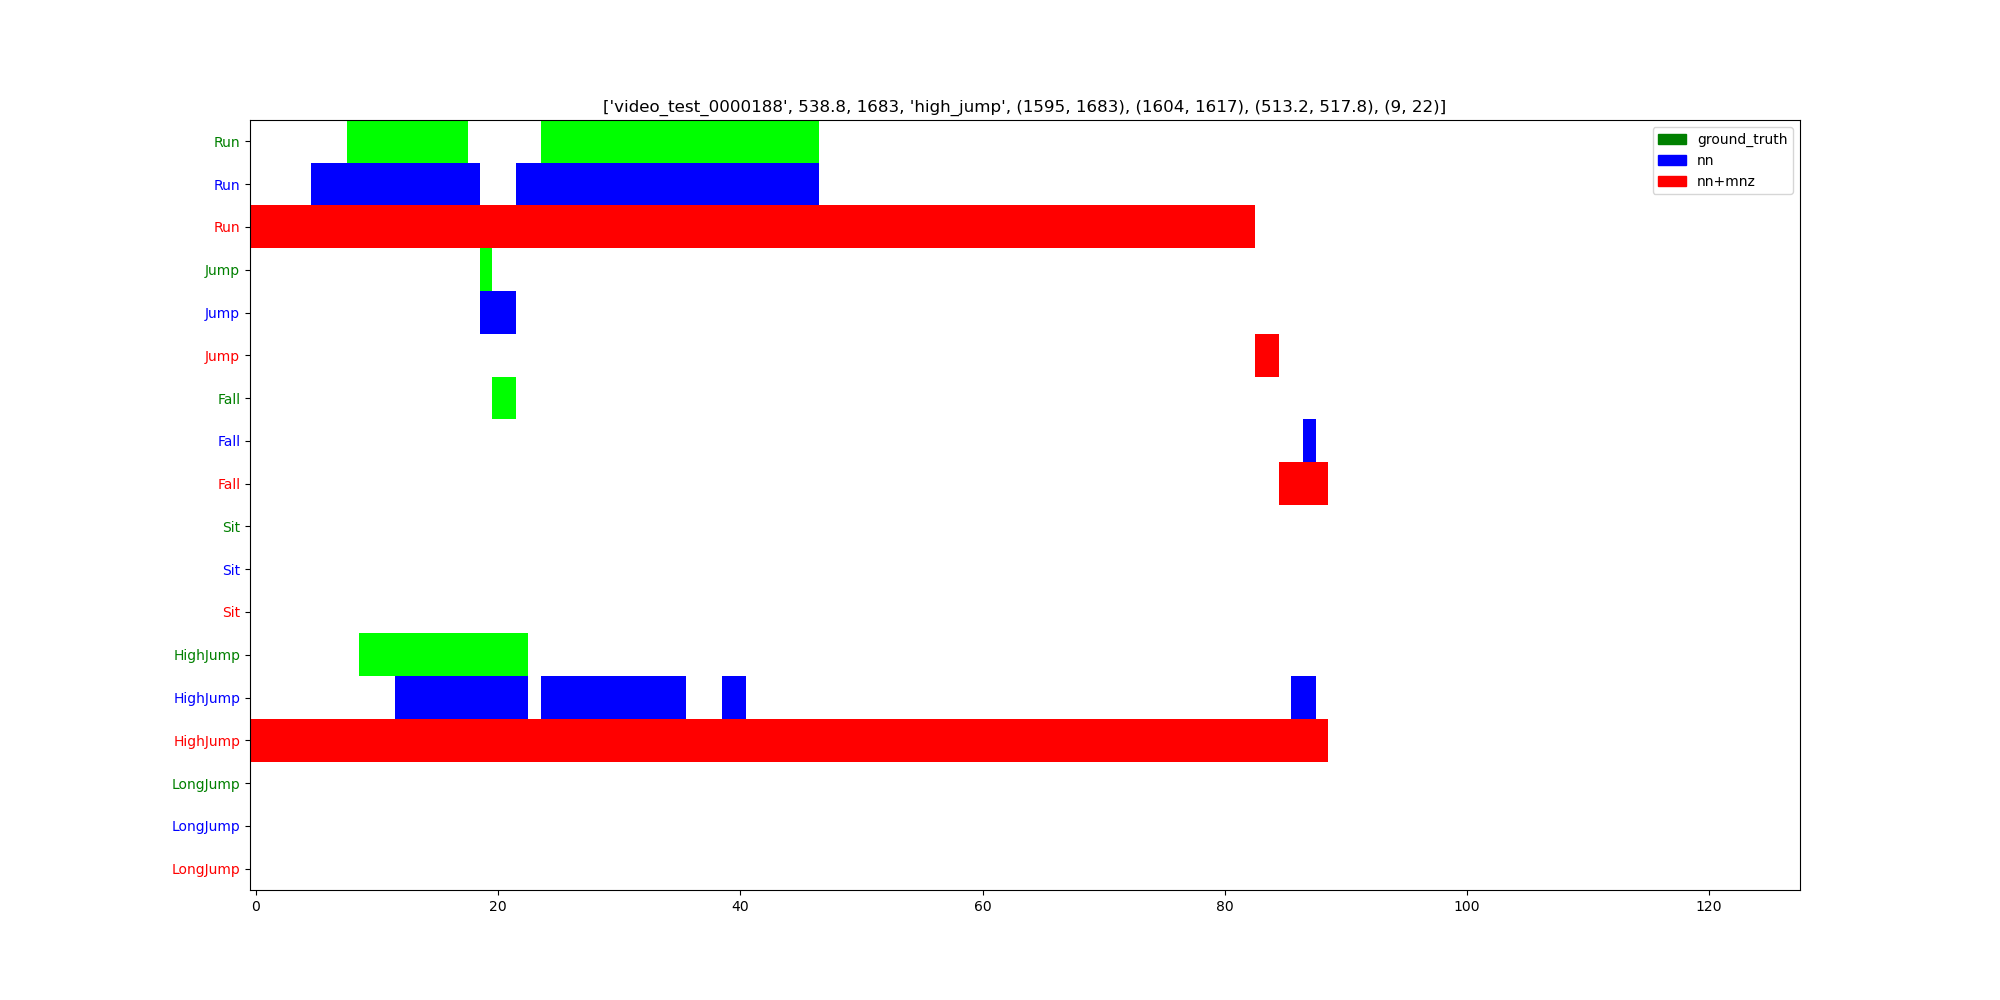 ['video_test_0000188', 538.8, 1683, 'high_jump', (1595, 1683), (1604, 1617), (513.2, 517.8), (9, 22)]
ground_truth
nn
nn+mnz
Run
Run
Run
Jump
Jump
Jump
Fall
Fall
Fall
Sit
Sit
Sit
HighJump
HighJump
HighJump
LongJump
LongJump
LongJump
0 20 40 60 80 100 120